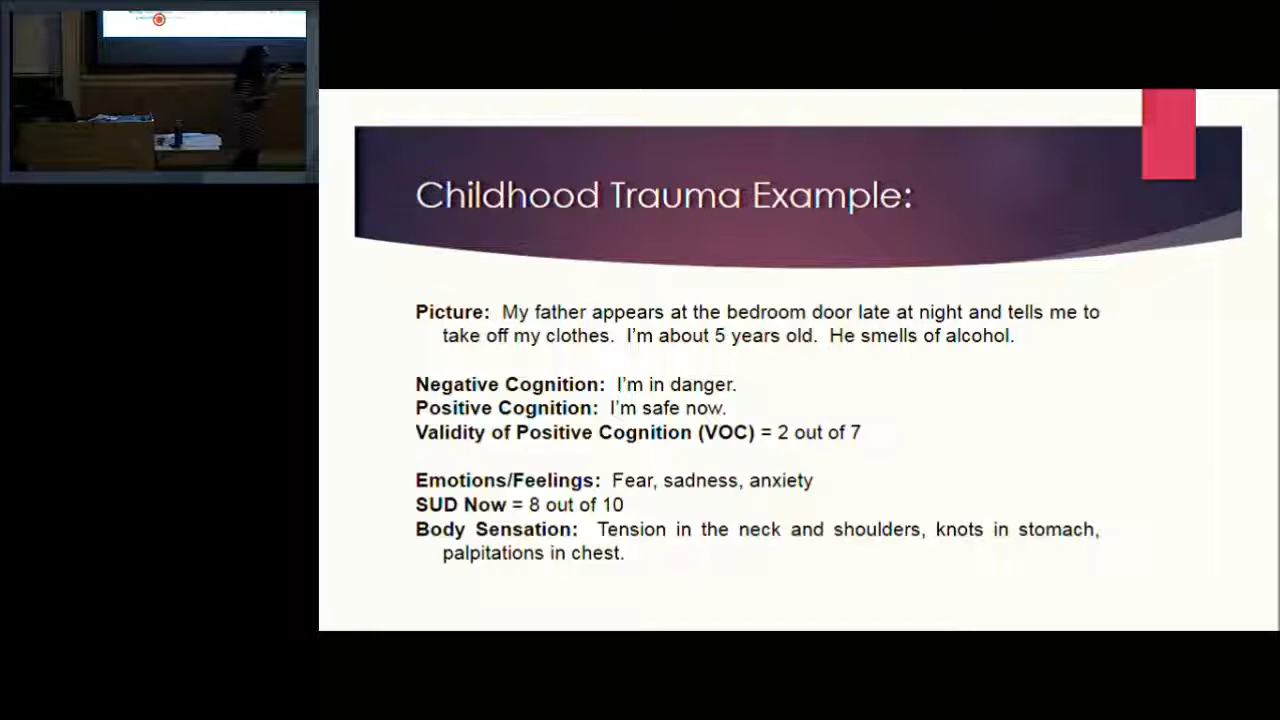 Childhood Trauma Example:
Picture: My father appears at the bedroom door late at night and tells me to
take off my clothes. I'm about 5 years old. He smells of alcohol.
Negative Cognition: I'm in danger.
Positive Cognition: I'm safe now.
Validity of Positive Cognition (VOC) = 2 out of 7
Emotions/Feelings: Fear, sadness, anxiety
SUD Now = 8 out of 10
Body Sensation: Tension in the neck and shoulders, knots in stomach,
palpitations in chest.